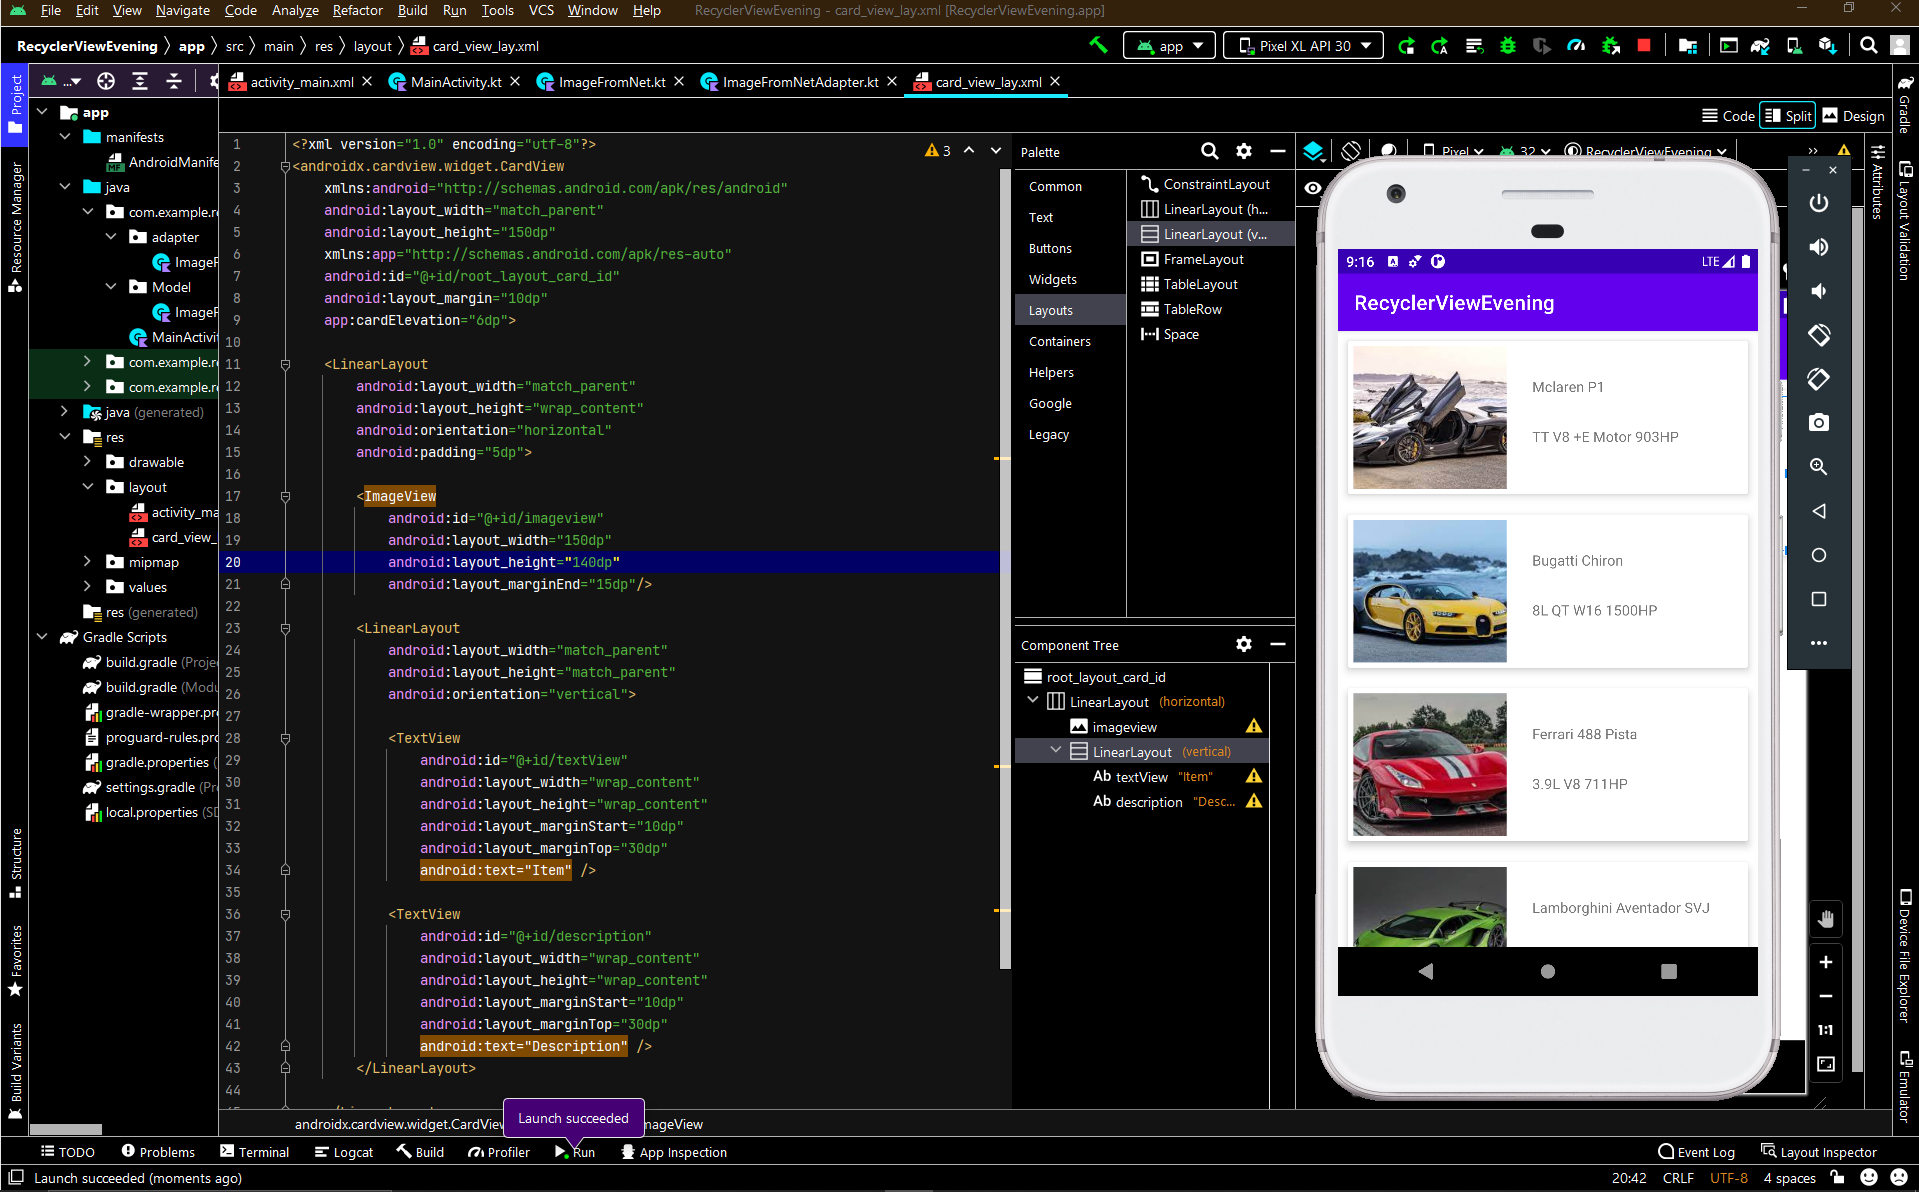 File Edit View Navigate Code Analyze Refactor Build Run Tools VCS Window Help RecyclerViewEvening - card_view_lay.xml [RecyclerViewEvening.app]
RecyclerViewEvening app src main res layout card_view_lay.xml app Pixel XL API 30
... activity_main.xml MainActivity.kt ImageFromNet.kt ImageFromNetAdapter.kt card_view_lay.xml
Code Split Design
Project
Resource Manager
Structure
Favorites
Build Variants
app
manifests
AndroidManife
java
com.example.re
adapter
ImageF
Model
ImageF
MainActivit
com.example.re
com.example.re
java (generated)
res
drawable
layout
activity_ma
card_view_
mipmap
values
res (generated)
Gradle Scripts
build.gradle (Proje
build.gradle (Modu
gradle-wrapper.pro
proguard-rules.pro
gradle.properties (
settings.gradle (Pr
local.properties (SD
3
1 <?xml version="1.0" encoding="utf-8"?>
2 <androidx.cardview.widget.CardView
3 xmlns:android="http://schemas.android.com/apk/res/android"
4 android:layout_width="match_parent"
5 android:layout_height="150dp"
6 xmlns:app="http://schemas.android.com/apk/res-auto"
7 android:id="@+id/root_layout_card_id"
8 android:layout_margin="10dp"
9 app:cardElevation="6dp">
10
11 <LinearLayout
12 android:layout_width="match_parent"
13 android:layout_height="wrap_content"
14 android:orientation="horizontal"
15 android:padding="5dp">
16
17 <ImageView
18 android:id="@+id/imageview"
19 android:layout_width="150dp"
20 android:layout_height="140dp"
21 android:layout_marginEnd="15dp"/>
22
23 <LinearLayout
24 android:layout_width="match_parent"
25 android:layout_height="match_parent"
26 android:orientation="vertical">
27
28 <TextView
29 android:id="@+id/textView"
30 android:layout_width="wrap_content"
31 android:layout_height="wrap_content"
32 android:layout_marginStart="10dp"
33 android:layout_marginTop="30dp"
34 android:text="Item" />
35
36 <TextView
37 android:id="@+id/description"
38 android:layout_width="wrap_content"
39 android:layout_height="wrap_content"
40 android:layout_marginStart="10dp"
41 android:layout_marginTop="30dp"
42 android:text="Description" />
43 </LinearLayout>
44
androidx.cardview.widget.CardView
mageView
Launch succeeded
Palette
Common
Text
Buttons
Widgets
Layouts
Containers
Helpers
Google
Legacy
ConstraintLayout
LinearLayout (h...
LinearLayout (v...
FrameLayout
TableLayout
TableRow
Space
Component Tree
root_layout_card_id
LinearLayout (horizontal)
imageview
LinearLayout (vertical)
Ab textView "Item"
Ab description "Desc...
Pixel 32 RecyclerViewEvening
9:16 LTE
RecyclerViewEvening
Mclaren P1
TT V8 +E Motor 903HP
Bugatti Chiron
8L QT W16 1500HP
Ferrari 488 Pista
3.9L V8 711HP
Lamborghini Aventador SVJ
1:1
Attributes
Gradle
Layout Validation
Device File Explorer
Emulator
TODO Problems Terminal Logcat Build Profiler Run App Inspection Event Log Layout Inspector
Launch succeeded (moments ago) 20:42 CRLF UTF-8 4 spaces